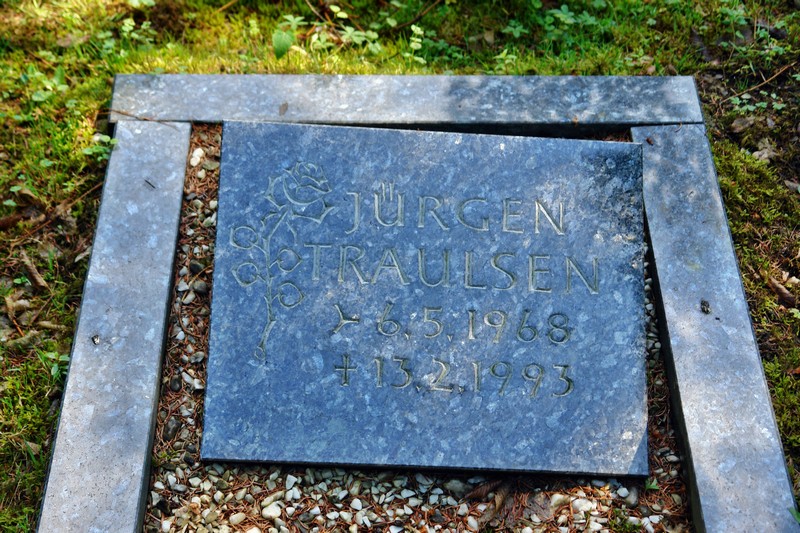 JÜRGEN
TRAULSEN
6.5.1968
† 13.2.1993